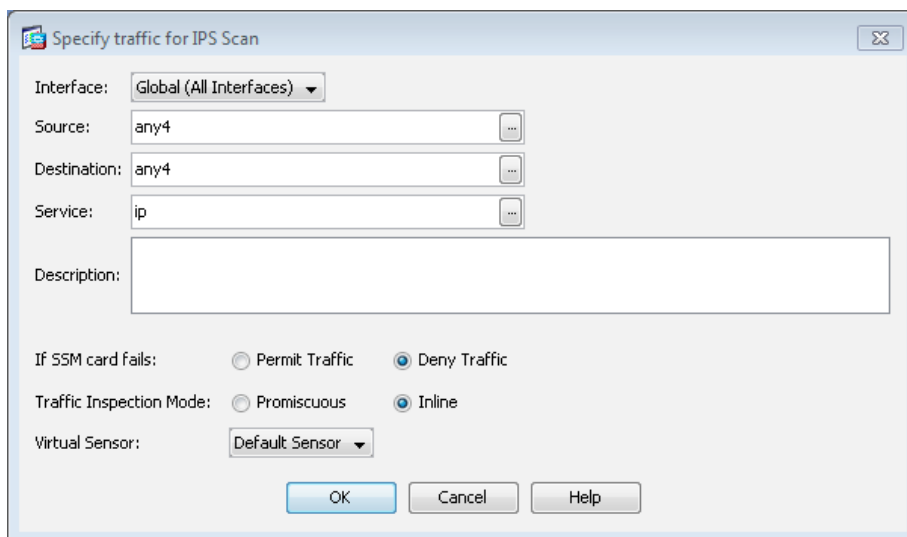 Specify traffic for IPS Scan
Interface: Global (All Interfaces)
Source: any4 ...
Destination: any4 ...
Service: ip ...
Description:
If SSM card fails: Permit Traffic Deny Traffic
Traffic Inspection Mode: Promiscuous Inline
Virtual Sensor: Default Sensor
OK Cancel Help